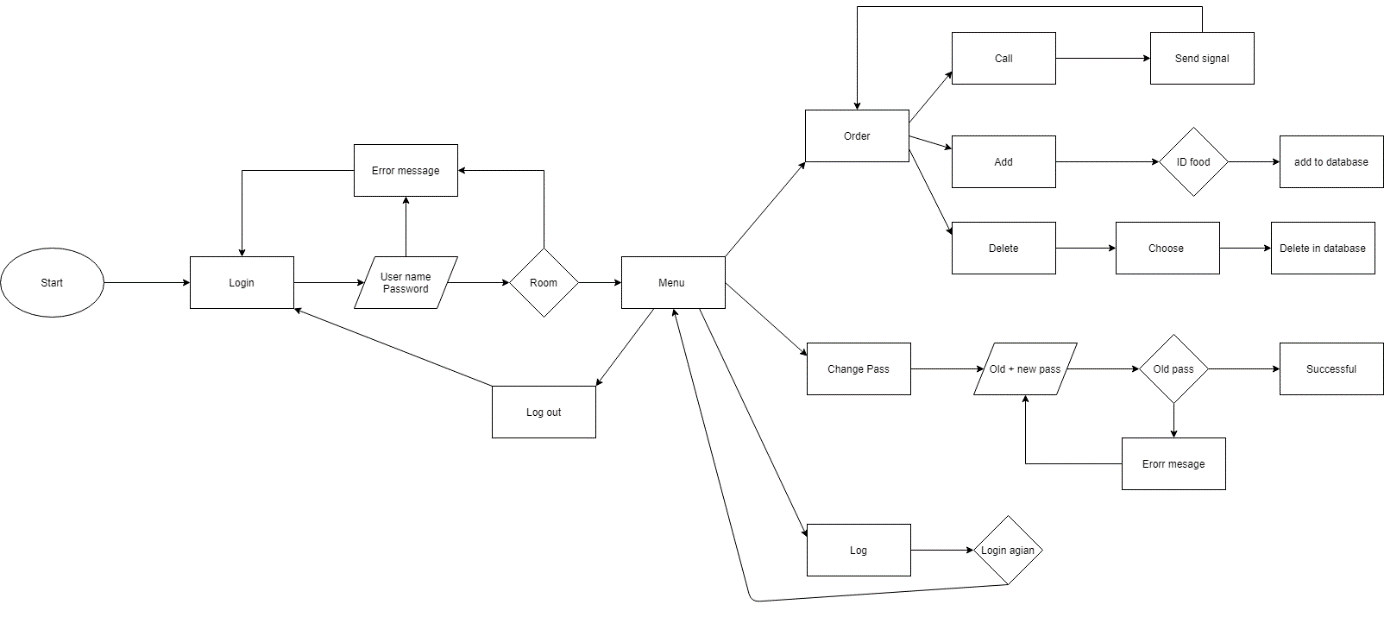 Call
Send signal
Order
Add
ID food
add to database
Error message
Delete
Choose
Delete in database
Start
Login
User name
Password
Room
Menu
Change Pass
Old + new pass
Old pass
Successful
Log out
Erorr mesage
Log
Login agian